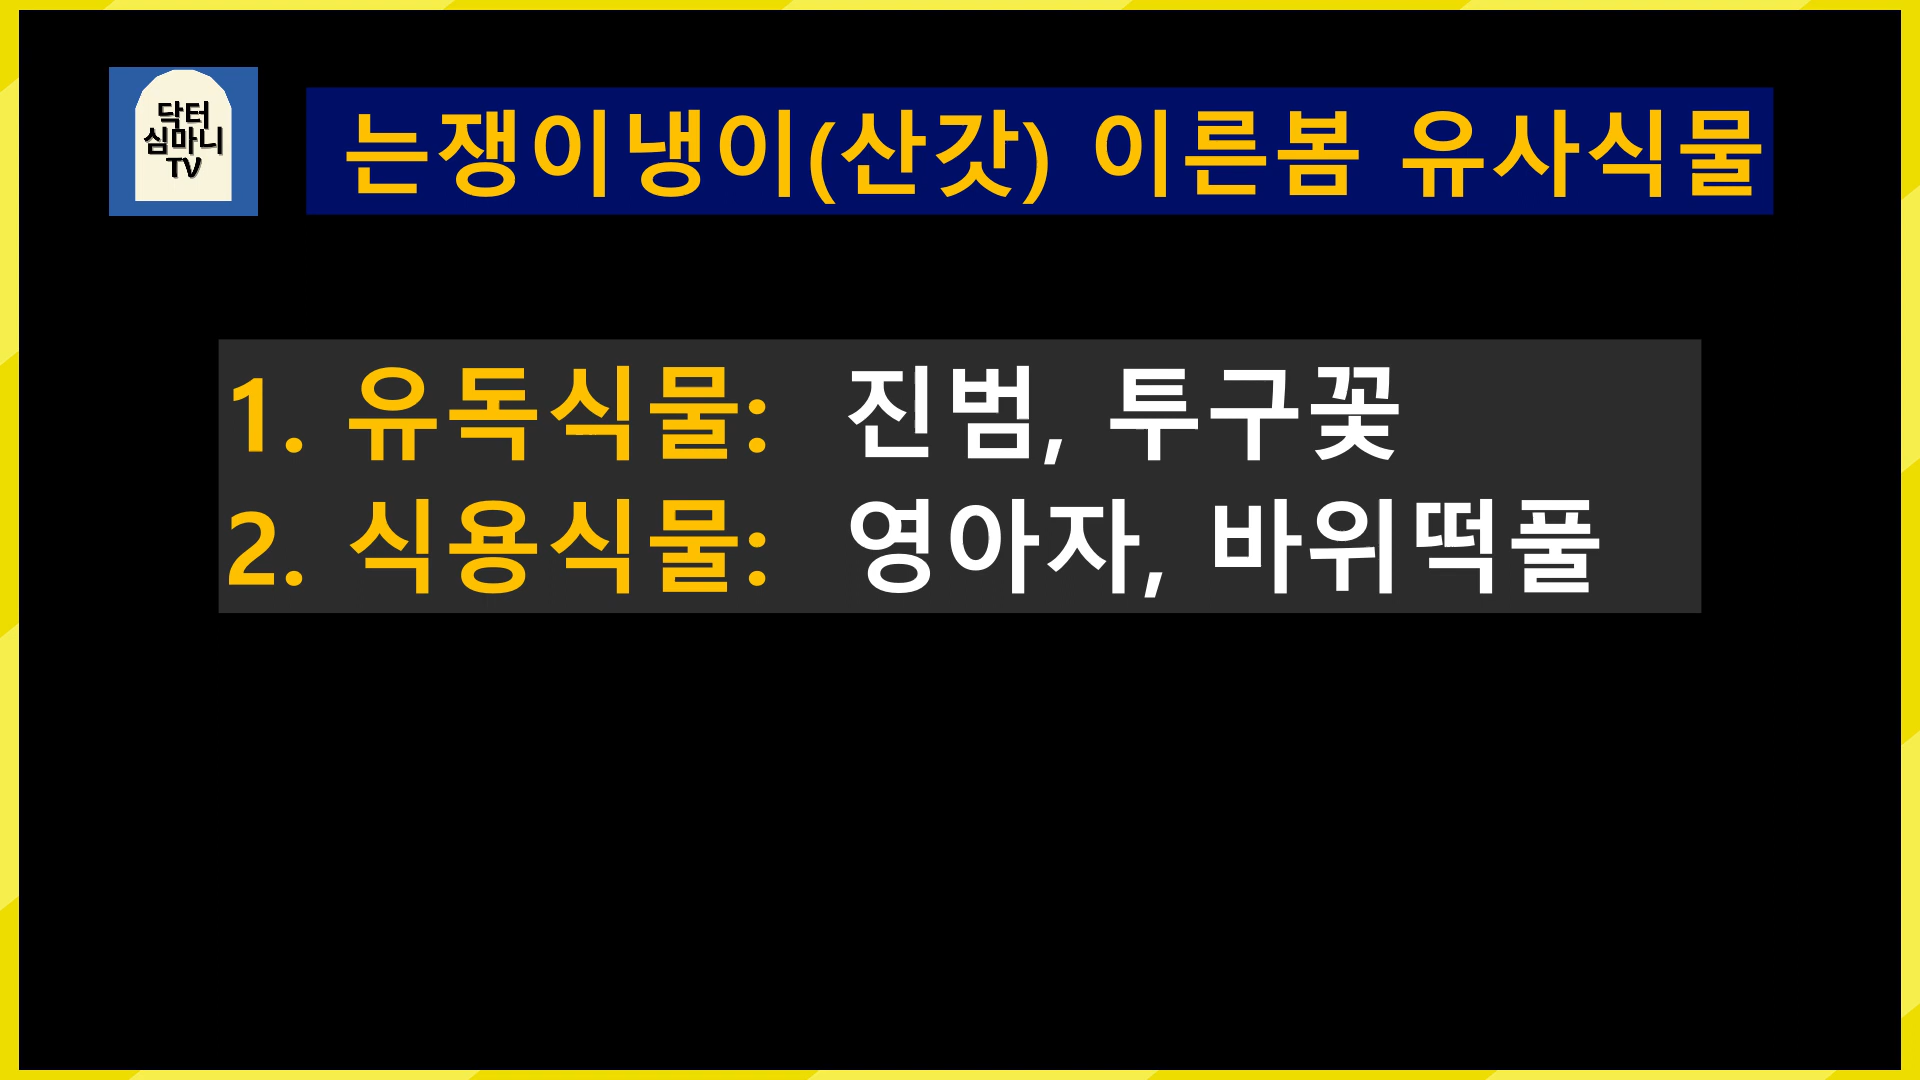 닥터
심마니
TV
는쟁이냉이(산갓) 이른봄 유사식물
1. 유독식물: 진범, 투구꽃
2. 식용식물: 영아자, 바위떡풀